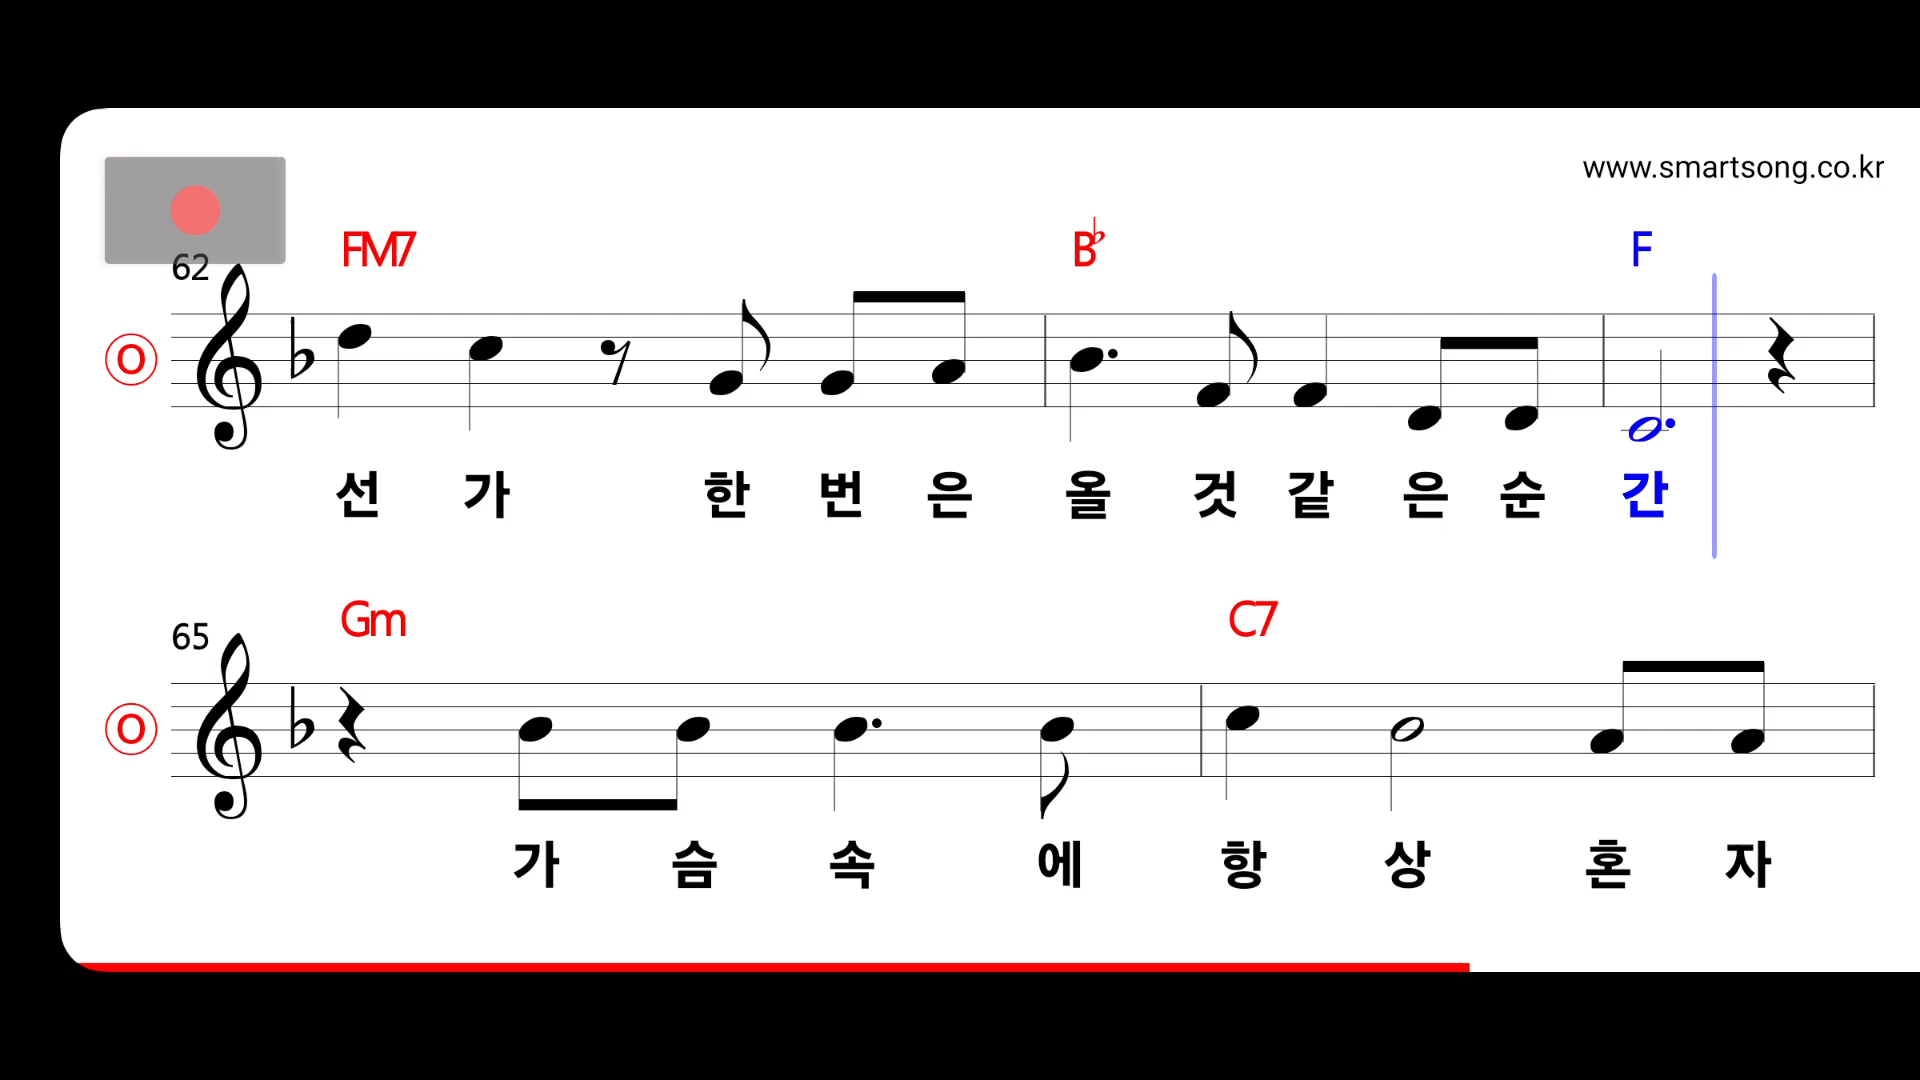 www.smartsong.co.kr
62 FM7 B♭ F
O
선 가 한 번 은 올 것 같 은 순 간
65 Gm C7
O
가 슴 속 에 항 상 혼 자